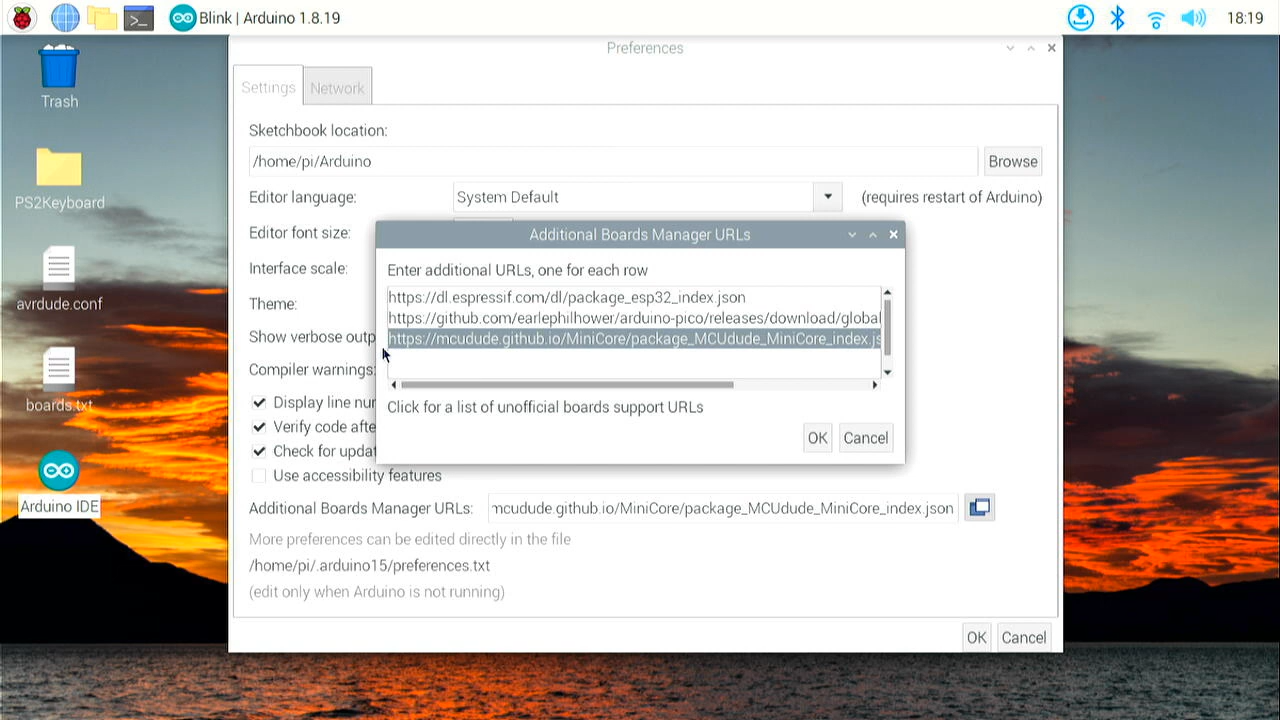 Blink | Arduino 1.8.19
18:19
Trash
PS2Keyboard
avrdude.conf
boards.txt
Arduino IDE
Preferences
Settings
Network
Sketchbook location:
/home/pi/Arduino
Browse
Editor language:
System Default
(requires restart of Arduino)
Editor font size:
Interface scale:
Theme:
Show verbose outp
Compiler warnings:
Display line nur
Verify code afte
Check for updat
Use accessibility features
Additional Boards Manager URLs:
mcudude.github.io/MiniCore/package_MCUdude_MiniCore_index.json
More preferences can be edited directly in the file
/home/pi/.arduino15/preferences.txt
(edit only when Arduino is not running)
OK
Cancel
Additional Boards Manager URLs
Enter additional URLs, one for each row
https://dl.espressif.com/dl/package_esp32_index.json
https://github.com/earlephilhower/arduino-pico/releases/download/global
https://mcudude.github.io/MiniCore/package_MCUdude_MiniCore_index.js
Click for a list of unofficial boards support URLs
OK
Cancel